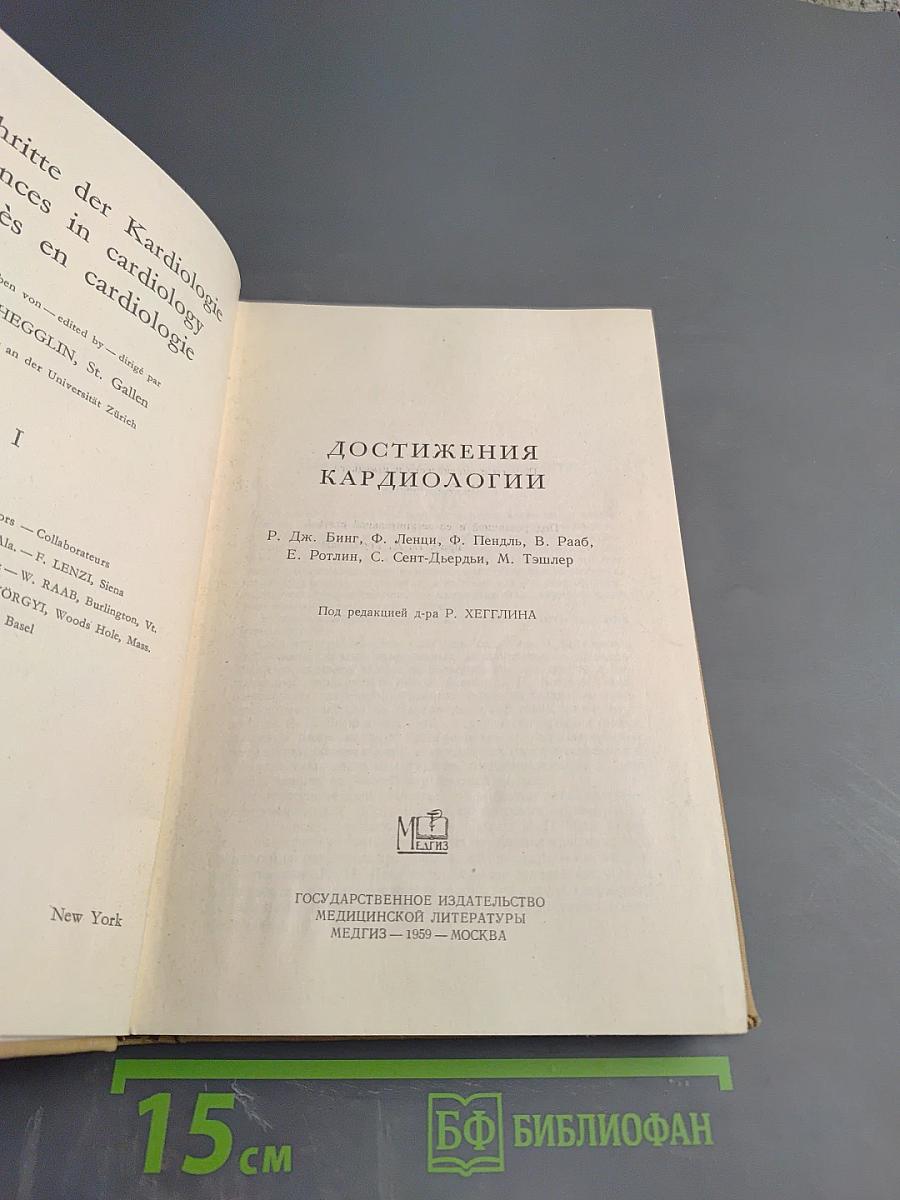 hritte der Kardiologie
nces in cardiology
ès en cardiologie
ben von — edited by — dirigé par
HEGGLIN, St. Gallen
an der Universität Zürich
I
ors — Collaborateurs
Ala. — F. LENZI, Siena
— W. RAAB, Burlington, Vt.
YÖRGYI, Woods Hole, Mass.
Basel
New York
ДОСТИЖЕНИЯ
КАРДИОЛОГИИ
Р. Дж. Бинг, Ф. Ленци, Ф. Пендль, В. Рааб,
Е. Ротлин, С. Сент-Дьердьи, М. Тэшлер
Под редакцией д-ра Р. ХЕГГЛИНА
МЕДГИЗ
ГОСУДАРСТВЕННОЕ ИЗДАТЕЛЬСТВО
МЕДИЦИНСКОЙ ЛИТЕРАТУРЫ
МЕДГИЗ — 1959 — МОСКВА
15 см
БФ БИБЛИОФАН